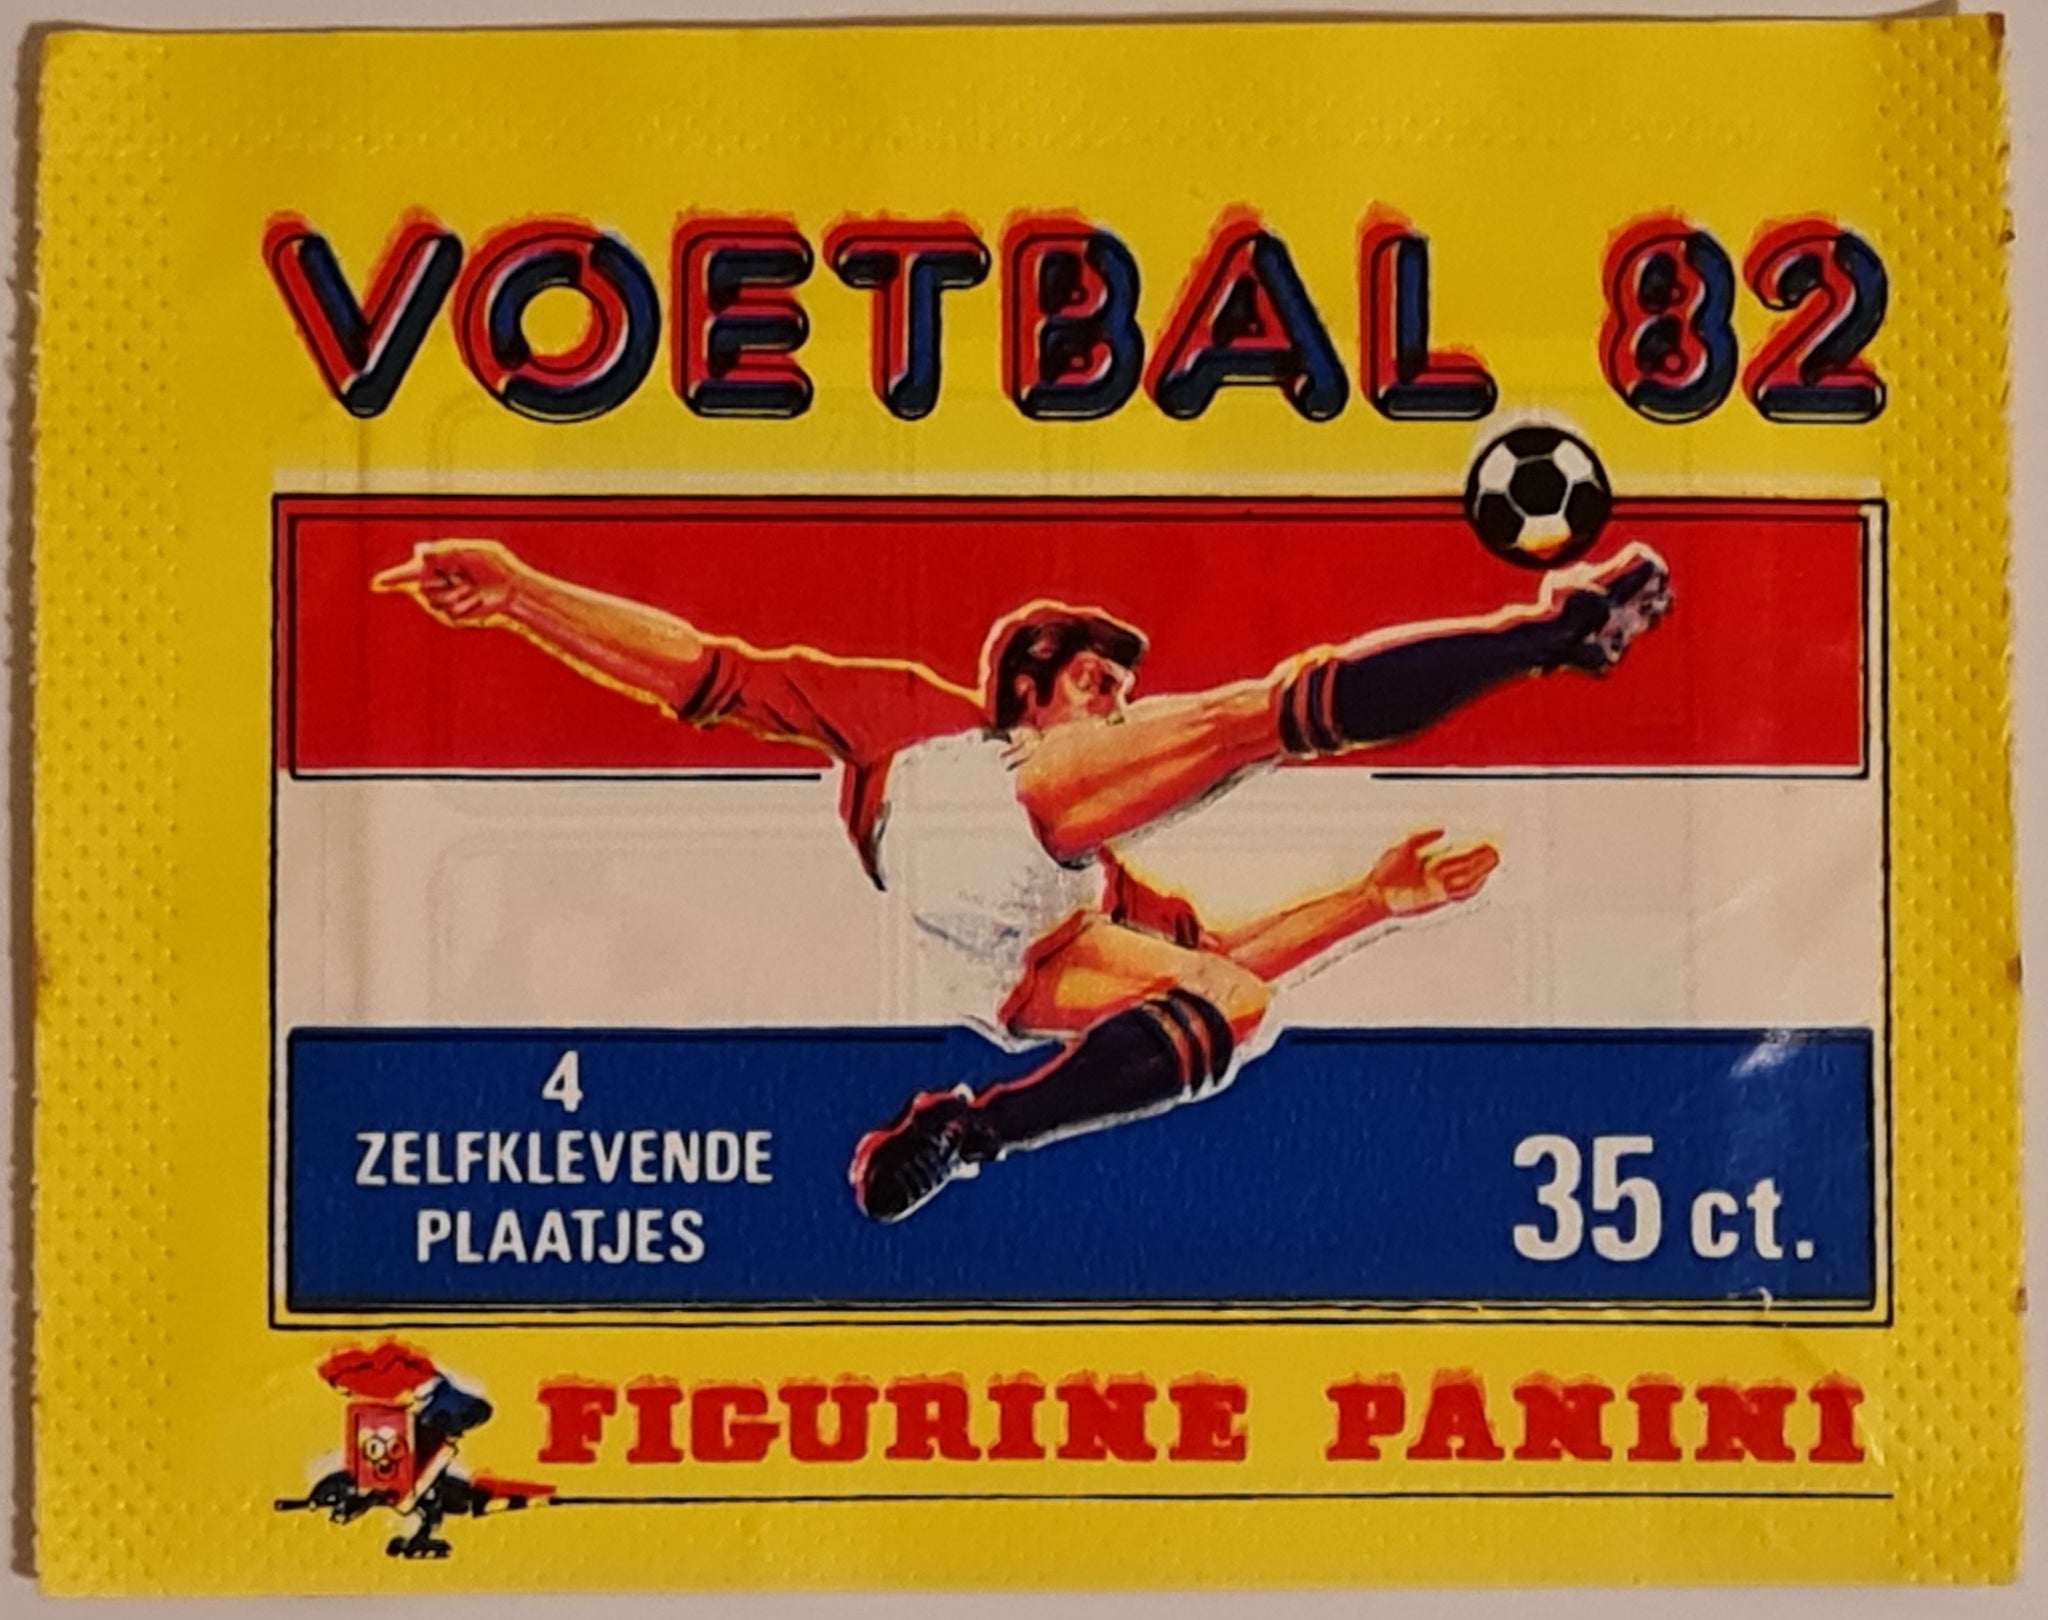 VOETBAL 82
4
ZELFKLEVENDE
PLAATJES
35 ct.
FIGURINE PANINI